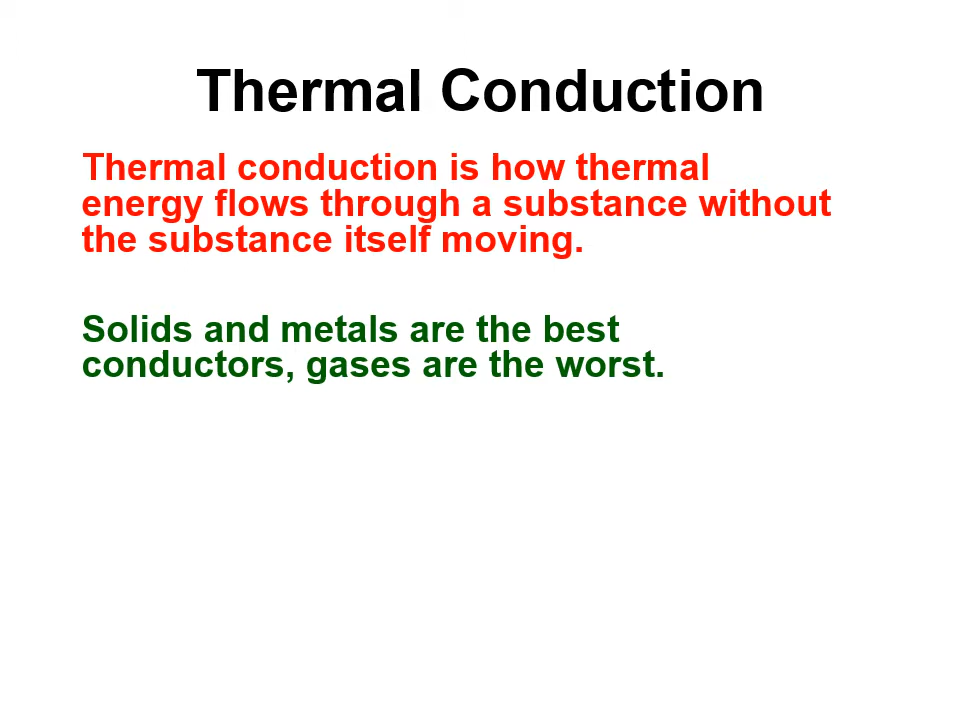 Thermal Conduction
Thermal conduction is how thermal
energy flows through a substance without
the substance itself moving.
Solids and metals are the best
conductors, gases are the worst.